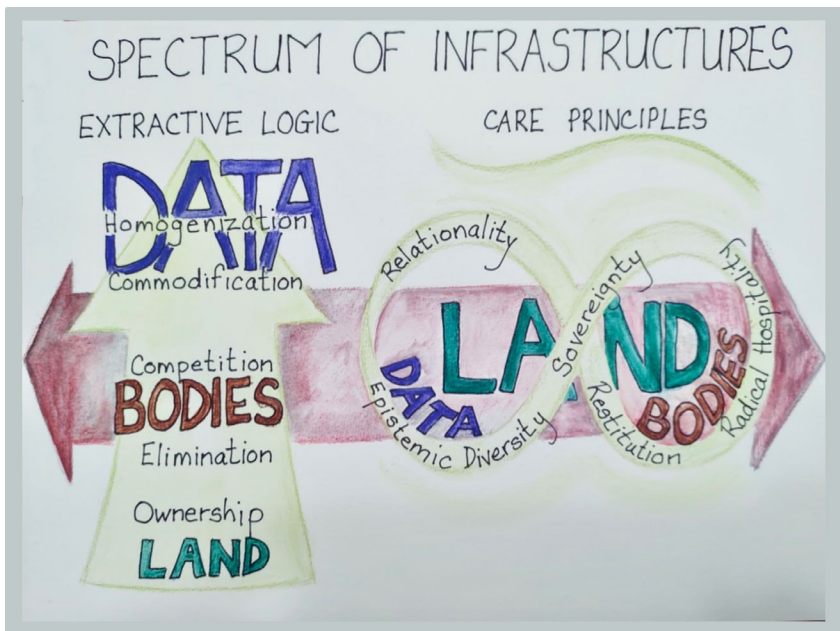 SPECTRUM OF INFRASTRUCTURES
EXTRACTIVE LOGIC
DATA
Homogenization
Commodification
Competition
BODIES
Elimination
Ownership
LAND
CARE PRINCIPLES
Relationality
Sovereignty
Radical Hospitality
LAND
DATA
BODIES
Epistemic Diversity
Restitution